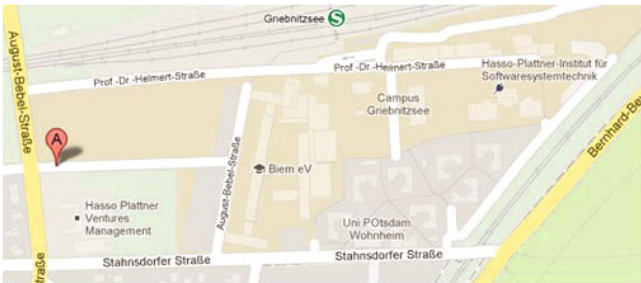 Griebnitzsee S
August-Bebel-Straße
Prof.-Dr.-Helmert-Straße
Prof.-Dr.-Helmert-Straße
Hasso-Plattner-Institut für
Softwaresystemtechnik
Campus
Griebnitzsee
Bernhard-Be
A
August-Bebel-Straße
Biem eV
Hasso Plattner
Ventures
Management
Uni POtsdam
Wohnheim
Stahnsdorfer Straße
Stahnsdorfer Straße
traße